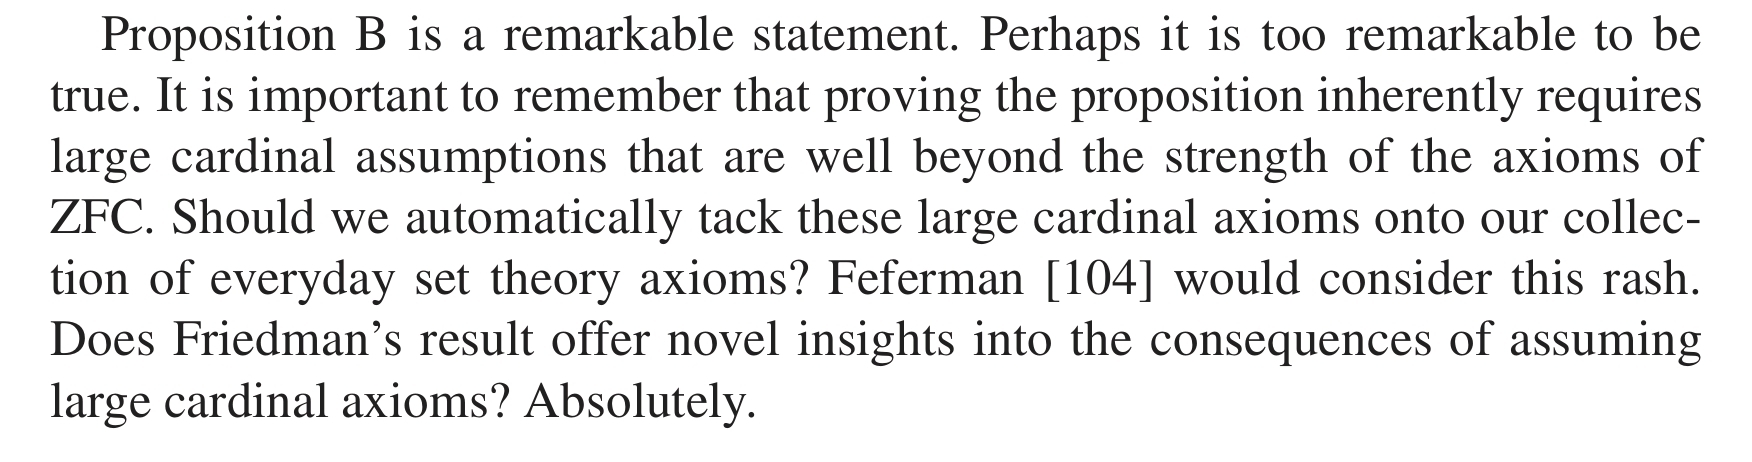 Proposition B is a remarkable statement. Perhaps it is too remarkable to be
true. It is important to remember that proving the proposition inherently requires
large cardinal assumptions that are well beyond the strength of the axioms of
ZFC. Should we automatically tack these large cardinal axioms onto our collec-
tion of everyday set theory axioms? Feferman [104] would consider this rash.
Does Friedman’s result offer novel insights into the consequences of assuming
large cardinal axioms? Absolutely.